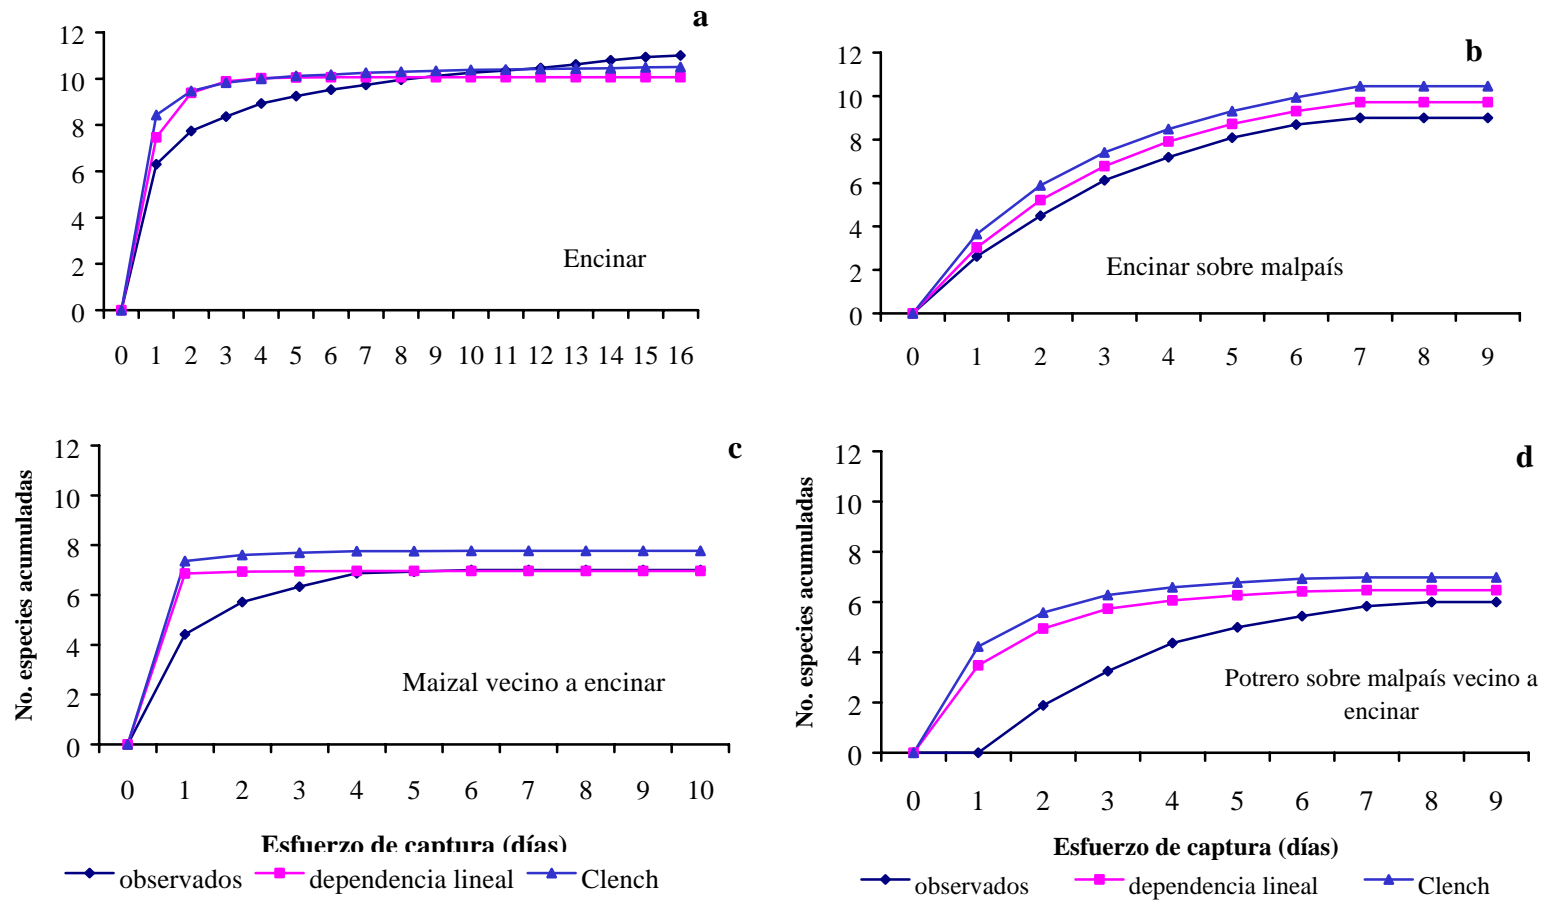 a
12
10
8
6
4
2
0
Encinar
0 1 2 3 4 5 6 7 8 9 10 11 12 13 14 15 16
b
12
10
8
6
4
2
0
Encinar sobre malpaís
0 1 2 3 4 5 6 7 8 9
c
No. especies acumuladas
12
10
8
6
4
2
0
Maizal vecino a encinar
0 1 2 3 4 5 6 7 8 9 10
Esfuerzo de captura (días)
observados dependencia lineal Clench
d
No. especies acumuladas
12
10
8
6
4
2
0
Potrero sobre malpaís vecino a
encinar
0 1 2 3 4 5 6 7 8 9
Esfuerzo de captura (días)
observados dependencia lineal Clench